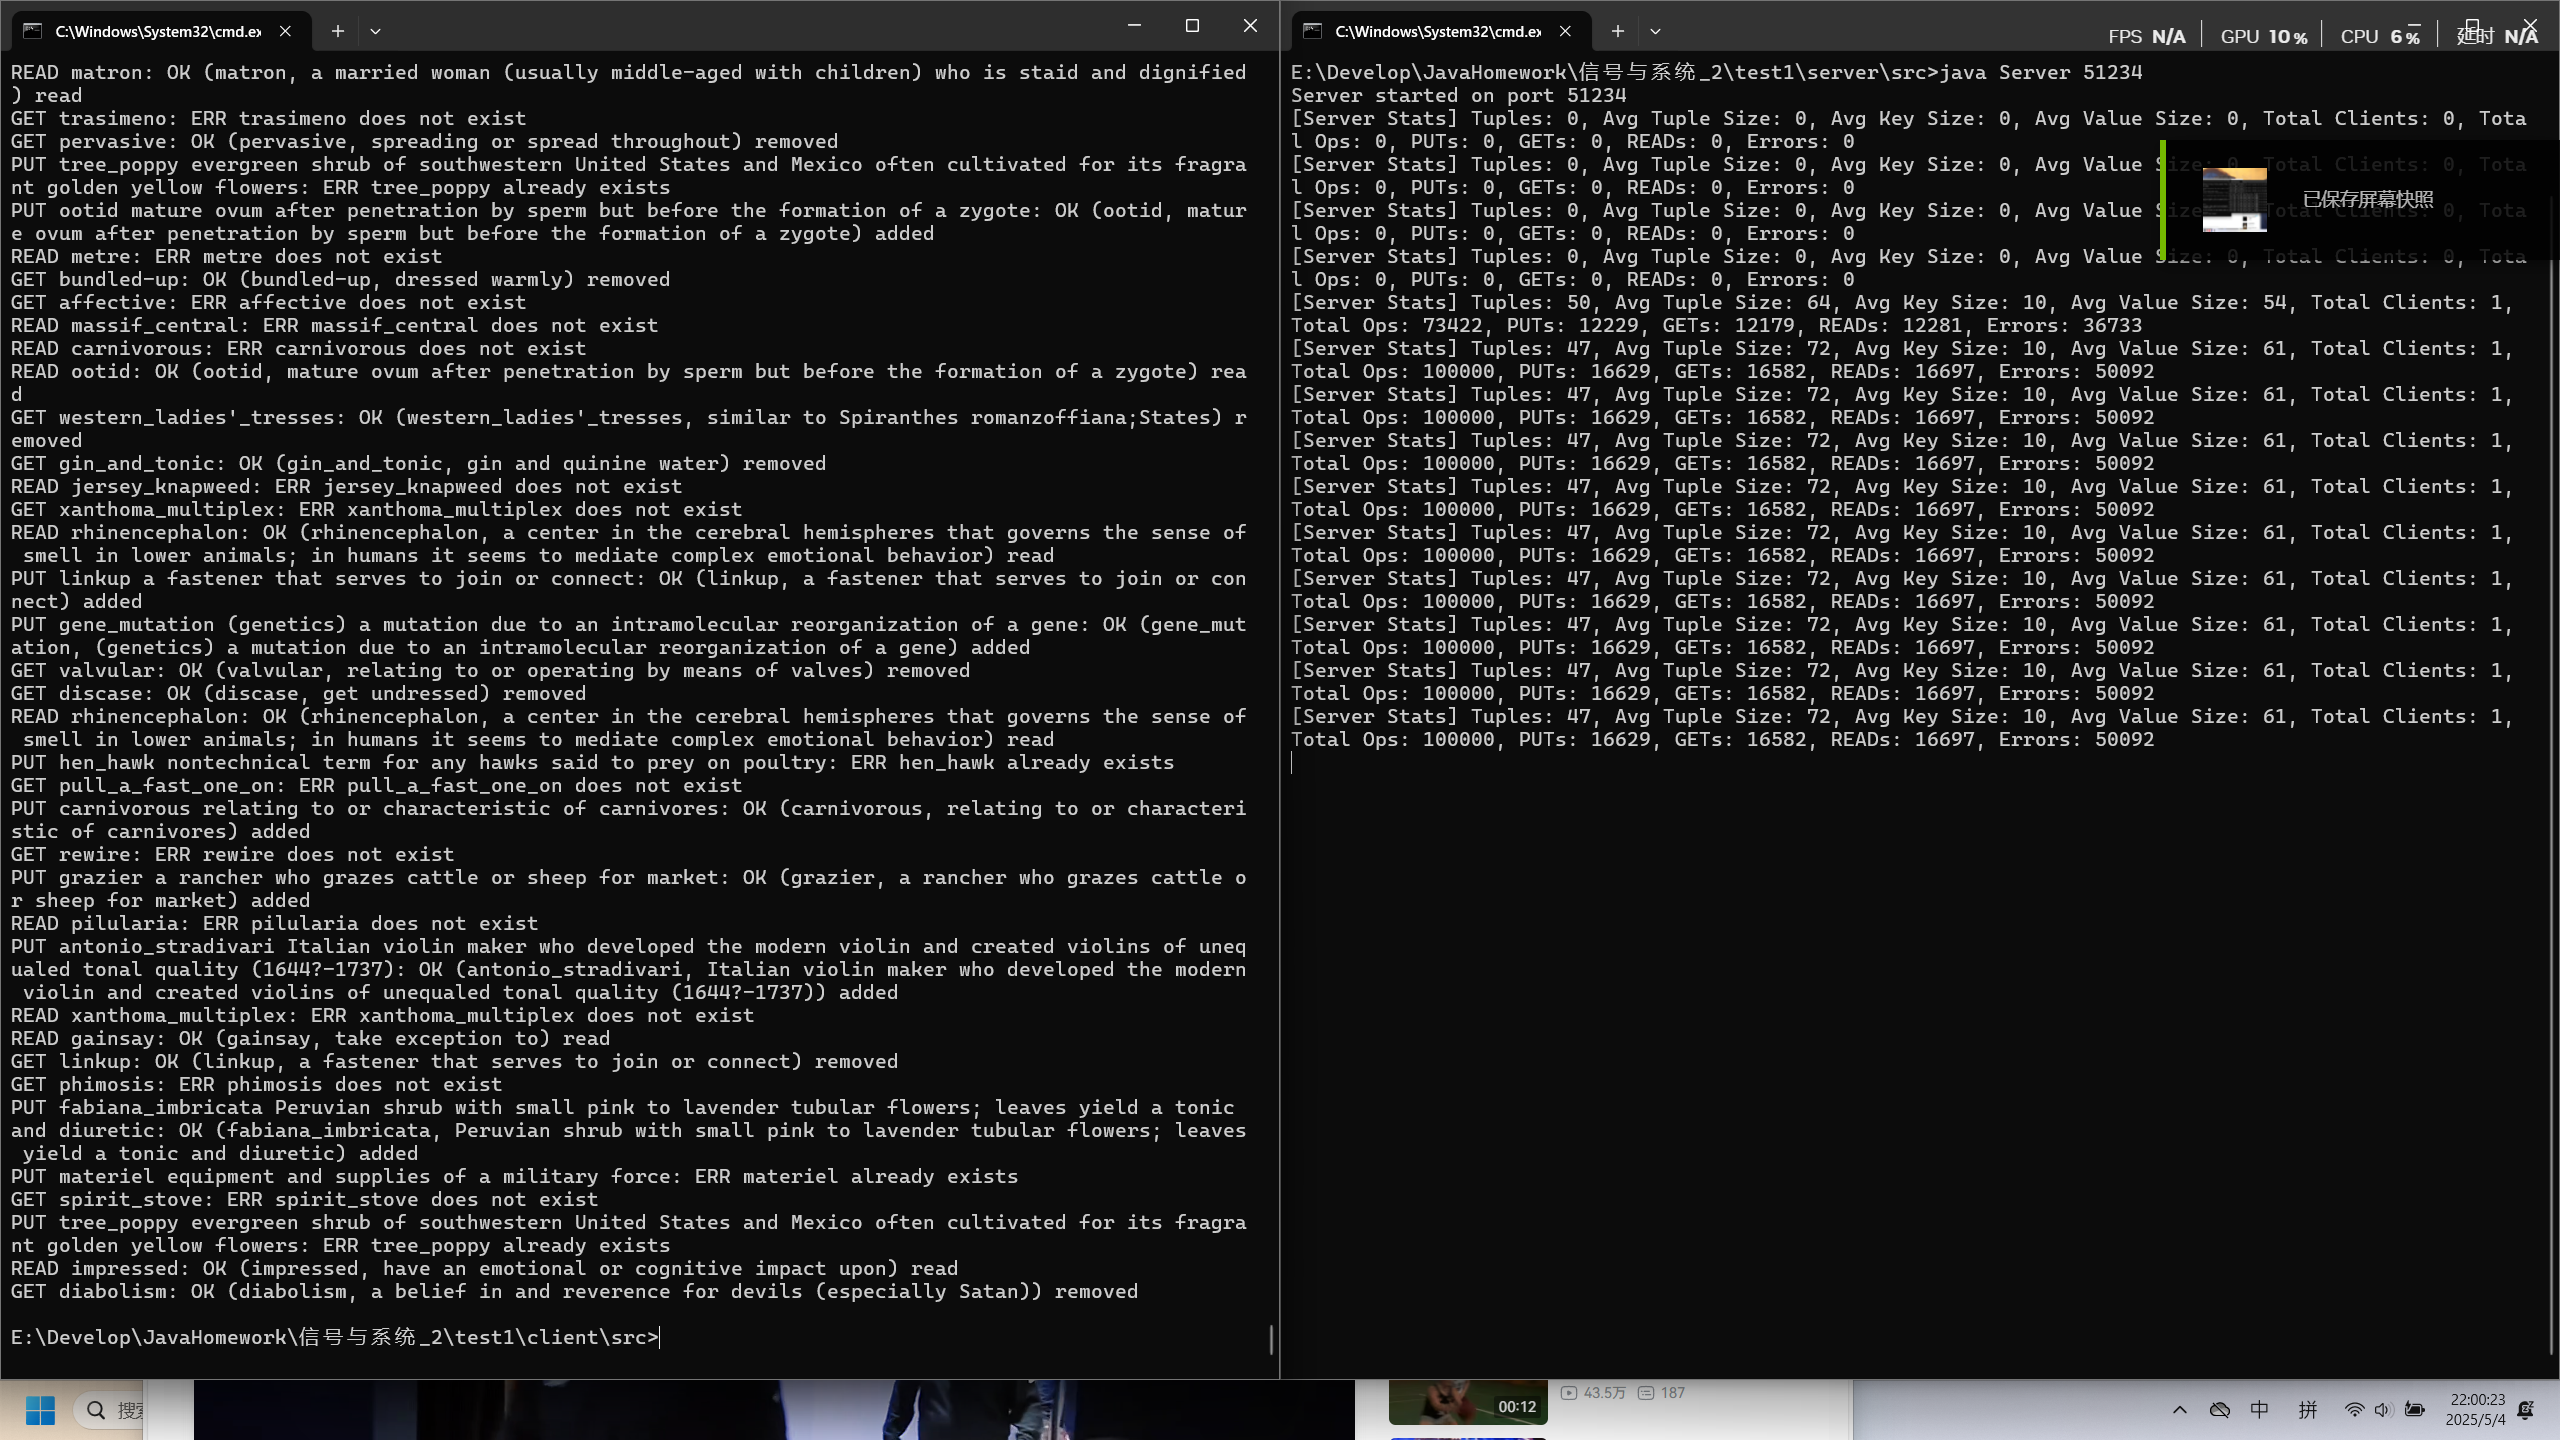 C:\Windows\System32\cmd.ex
READ matron: OK (matron, a married woman (usually middle-aged with children) who is staid and dignified
) read
GET trasimeno: ERR trasimeno does not exist
GET pervasive: OK (pervasive, spreading or spread throughout) removed
PUT tree_poppy evergreen shrub of southwestern United States and Mexico often cultivated for its fragra
nt golden yellow flowers: ERR tree_poppy already exists
PUT ootid mature ovum after penetration by sperm but before the formation of a zygote: OK (ootid, matur
e ovum after penetration by sperm but before the formation of a zygote) added
READ metre: ERR metre does not exist
GET bundled-up: OK (bundled-up, dressed warmly) removed
GET affective: ERR affective does not exist
READ massif_central: ERR massif_central does not exist
READ carnivorous: ERR carnivorous does not exist
READ ootid: OK (ootid, mature ovum after penetration by sperm but before the formation of a zygote) rea
d
GET western_ladies'_tresses: OK (western_ladies'_tresses, similar to Spiranthes romanzoffiana;States) r
emoved
GET gin_and_tonic: OK (gin_and_tonic, gin and quinine water) removed
READ jersey_knapweed: ERR jersey_knapweed does not exist
GET xanthoma_multiplex: ERR xanthoma_multiplex does not exist
READ rhinencephalon: OK (rhinencephalon, a center in the cerebral hemispheres that governs the sense of
 smell in lower animals; in humans it seems to mediate complex emotional behavior) read
PUT linkup a fastener that serves to join or connect: OK (linkup, a fastener that serves to join or con
nect) added
PUT gene_mutation (genetics) a mutation due to an intramolecular reorganization of a gene: OK (gene_mut
ation, (genetics) a mutation due to an intramolecular reorganization of a gene) added
GET valvular: OK (valvular, relating to or operating by means of valves) removed
GET discase: OK (discase, get undressed) removed
READ rhinencephalon: OK (rhinencephalon, a center in the cerebral hemispheres that governs the sense of
 smell in lower animals; in humans it seems to mediate complex emotional behavior) read
PUT hen_hawk nontechnical term for any hawks said to prey on poultry: ERR hen_hawk already exists
GET pull_a_fast_one_on: ERR pull_a_fast_one_on does not exist
PUT carnivorous relating to or characteristic of carnivores: OK (carnivorous, relating to or characteri
stic of carnivores) added
GET rewire: ERR rewire does not exist
PUT grazier a rancher who grazes cattle or sheep for market: OK (grazier, a rancher who grazes cattle o
r sheep for market) added
READ pilularia: ERR pilularia does not exist
PUT antonio_stradivari Italian violin maker who developed the modern violin and created violins of uneq
ualed tonal quality (1644?-1737): OK (antonio_stradivari, Italian violin maker who developed the modern
 violin and created violins of unequaled tonal quality (1644?-1737)) added
READ xanthoma_multiplex: ERR xanthoma_multiplex does not exist
READ gainsay: OK (gainsay, take exception to) read
GET linkup: OK (linkup, a fastener that serves to join or connect) removed
GET phimosis: ERR phimosis does not exist
PUT fabiana_imbricata Peruvian shrub with small pink to lavender tubular flowers; leaves yield a tonic
and diuretic: OK (fabiana_imbricata, Peruvian shrub with small pink to lavender tubular flowers; leaves
 yield a tonic and diuretic) added
PUT materiel equipment and supplies of a military force: ERR materiel already exists
GET spirit_stove: ERR spirit_stove does not exist
PUT tree_poppy evergreen shrub of southwestern United States and Mexico often cultivated for its fragra
nt golden yellow flowers: ERR tree_poppy already exists
READ impressed: OK (impressed, have an emotional or cognitive impact upon) read
GET diabolism: OK (diabolism, a belief in and reverence for devils (especially Satan)) removed
E:\Develop\JavaHomework\信号与系统_2\test1\client\src>
C:\Windows\System32\cmd.ex
FPS N/A GPU 10% CPU 6% 延时 N/A
E:\Develop\JavaHomework\信号与系统_2\test1\server\src>java Server 51234
Server started on port 51234
[Server Stats] Tuples: 0, Avg Tuple Size: 0, Avg Key Size: 0, Avg Value Size: 0, Total Clients: 0, Tota
l Ops: 0, PUTs: 0, GETs: 0, READs: 0, Errors: 0
[Server Stats] Tuples: 0, Avg Tuple Size: 0, Avg Key Size: 0, Avg Value Size: 0, Total Clients: 0, Tota
l Ops: 0, PUTs: 0, GETs: 0, READs: 0, Errors: 0
[Server Stats] Tuples: 0, Avg Tuple Size: 0, Avg Key Size: 0, Avg Value Size: 0, Total Clients: 0, Tota
l Ops: 0, PUTs: 0, GETs: 0, READs: 0, Errors: 0
[Server Stats] Tuples: 0, Avg Tuple Size: 0, Avg Key Size: 0, Avg Value Size: 0, Total Clients: 0, Tota
l Ops: 0, PUTs: 0, GETs: 0, READs: 0, Errors: 0
[Server Stats] Tuples: 50, Avg Tuple Size: 64, Avg Key Size: 10, Avg Value Size: 54, Total Clients: 1,
Total Ops: 73422, PUTs: 12229, GETs: 12179, READs: 12281, Errors: 36733
[Server Stats] Tuples: 47, Avg Tuple Size: 72, Avg Key Size: 10, Avg Value Size: 61, Total Clients: 1,
Total Ops: 100000, PUTs: 16629, GETs: 16582, READs: 16697, Errors: 50092
[Server Stats] Tuples: 47, Avg Tuple Size: 72, Avg Key Size: 10, Avg Value Size: 61, Total Clients: 1,
Total Ops: 100000, PUTs: 16629, GETs: 16582, READs: 16697, Errors: 50092
[Server Stats] Tuples: 47, Avg Tuple Size: 72, Avg Key Size: 10, Avg Value Size: 61, Total Clients: 1,
Total Ops: 100000, PUTs: 16629, GETs: 16582, READs: 16697, Errors: 50092
[Server Stats] Tuples: 47, Avg Tuple Size: 72, Avg Key Size: 10, Avg Value Size: 61, Total Clients: 1,
Total Ops: 100000, PUTs: 16629, GETs: 16582, READs: 16697, Errors: 50092
[Server Stats] Tuples: 47, Avg Tuple Size: 72, Avg Key Size: 10, Avg Value Size: 61, Total Clients: 1,
Total Ops: 100000, PUTs: 16629, GETs: 16582, READs: 16697, Errors: 50092
[Server Stats] Tuples: 47, Avg Tuple Size: 72, Avg Key Size: 10, Avg Value Size: 61, Total Clients: 1,
Total Ops: 100000, PUTs: 16629, GETs: 16582, READs: 16697, Errors: 50092
[Server Stats] Tuples: 47, Avg Tuple Size: 72, Avg Key Size: 10, Avg Value Size: 61, Total Clients: 1,
Total Ops: 100000, PUTs: 16629, GETs: 16582, READs: 16697, Errors: 50092
[Server Stats] Tuples: 47, Avg Tuple Size: 72, Avg Key Size: 10, Avg Value Size: 61, Total Clients: 1,
Total Ops: 100000, PUTs: 16629, GETs: 16582, READs: 16697, Errors: 50092
[Server Stats] Tuples: 47, Avg Tuple Size: 72, Avg Key Size: 10, Avg Value Size: 61, Total Clients: 1,
Total Ops: 100000, PUTs: 16629, GETs: 16582, READs: 16697, Errors: 50092
已保存屏幕快照
搜索
00:12
43.5万 187
中 拼
22:00:23
2025/5/4